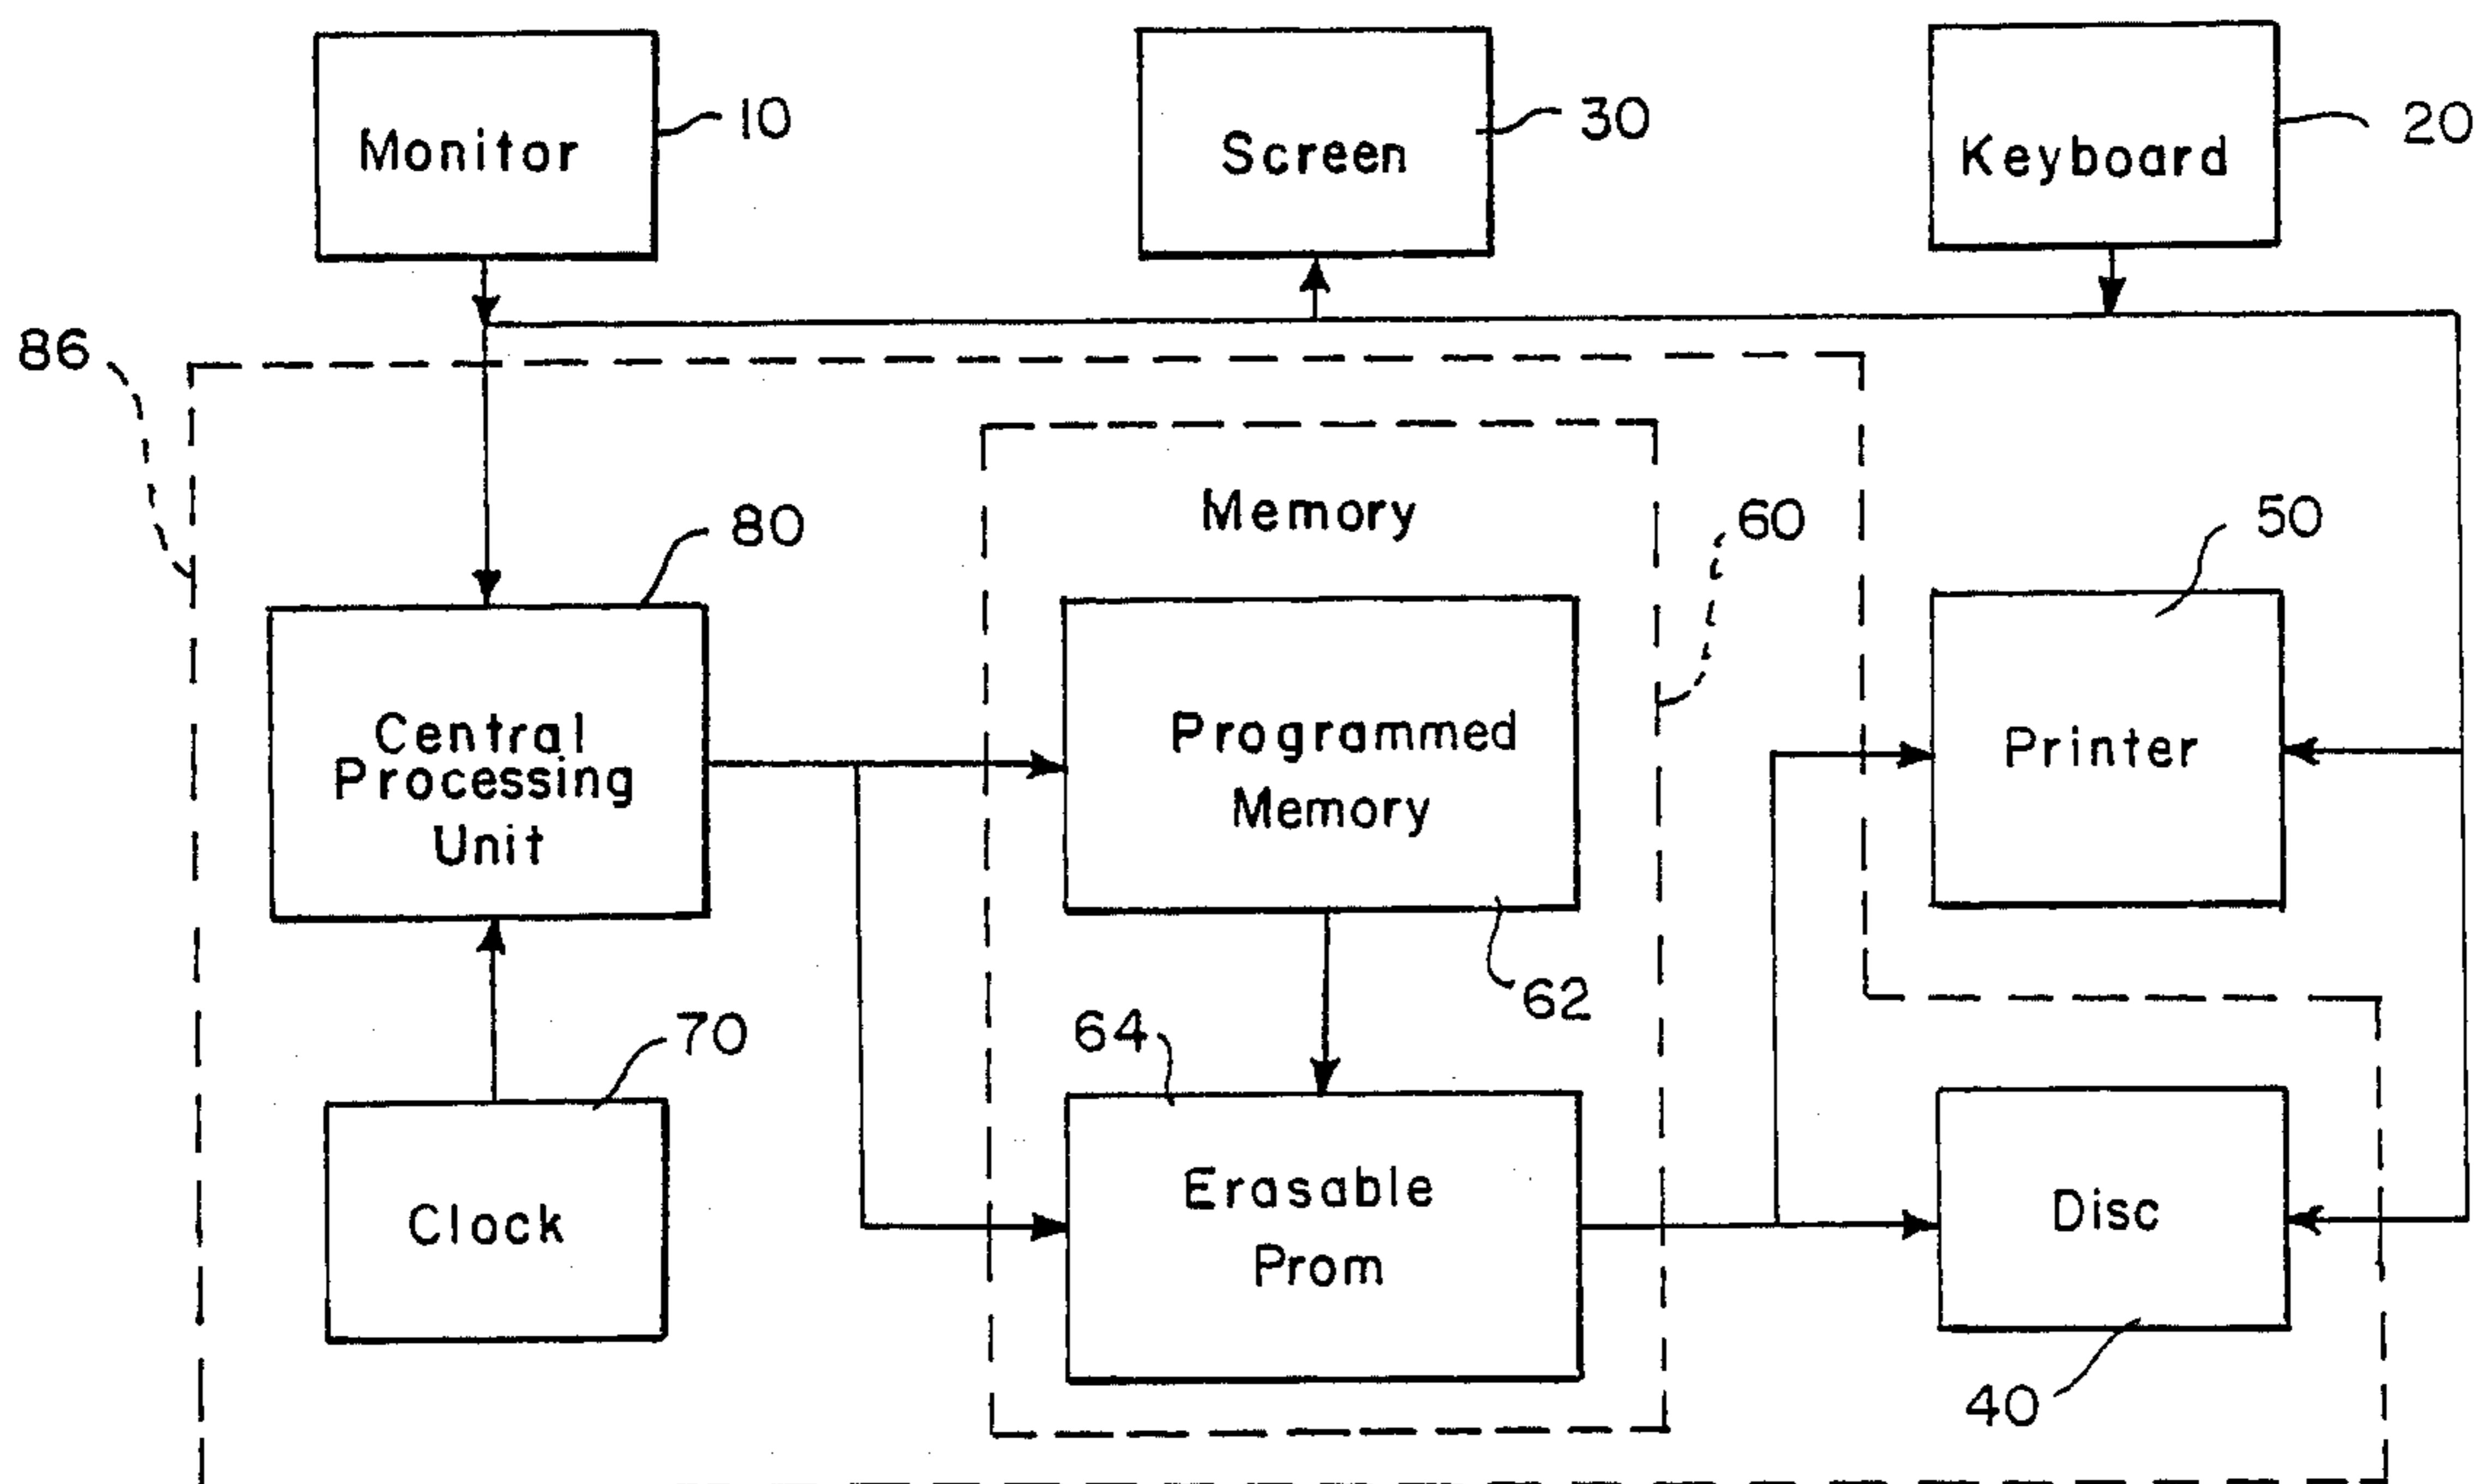 Monitor
10
Screen
30
Keyboard
20
86
80
Memory
60
50
Central
Processing
Unit
Programmed
Memory
Printer
62
70
64
Clock
Erasable
Prom
Disc
40